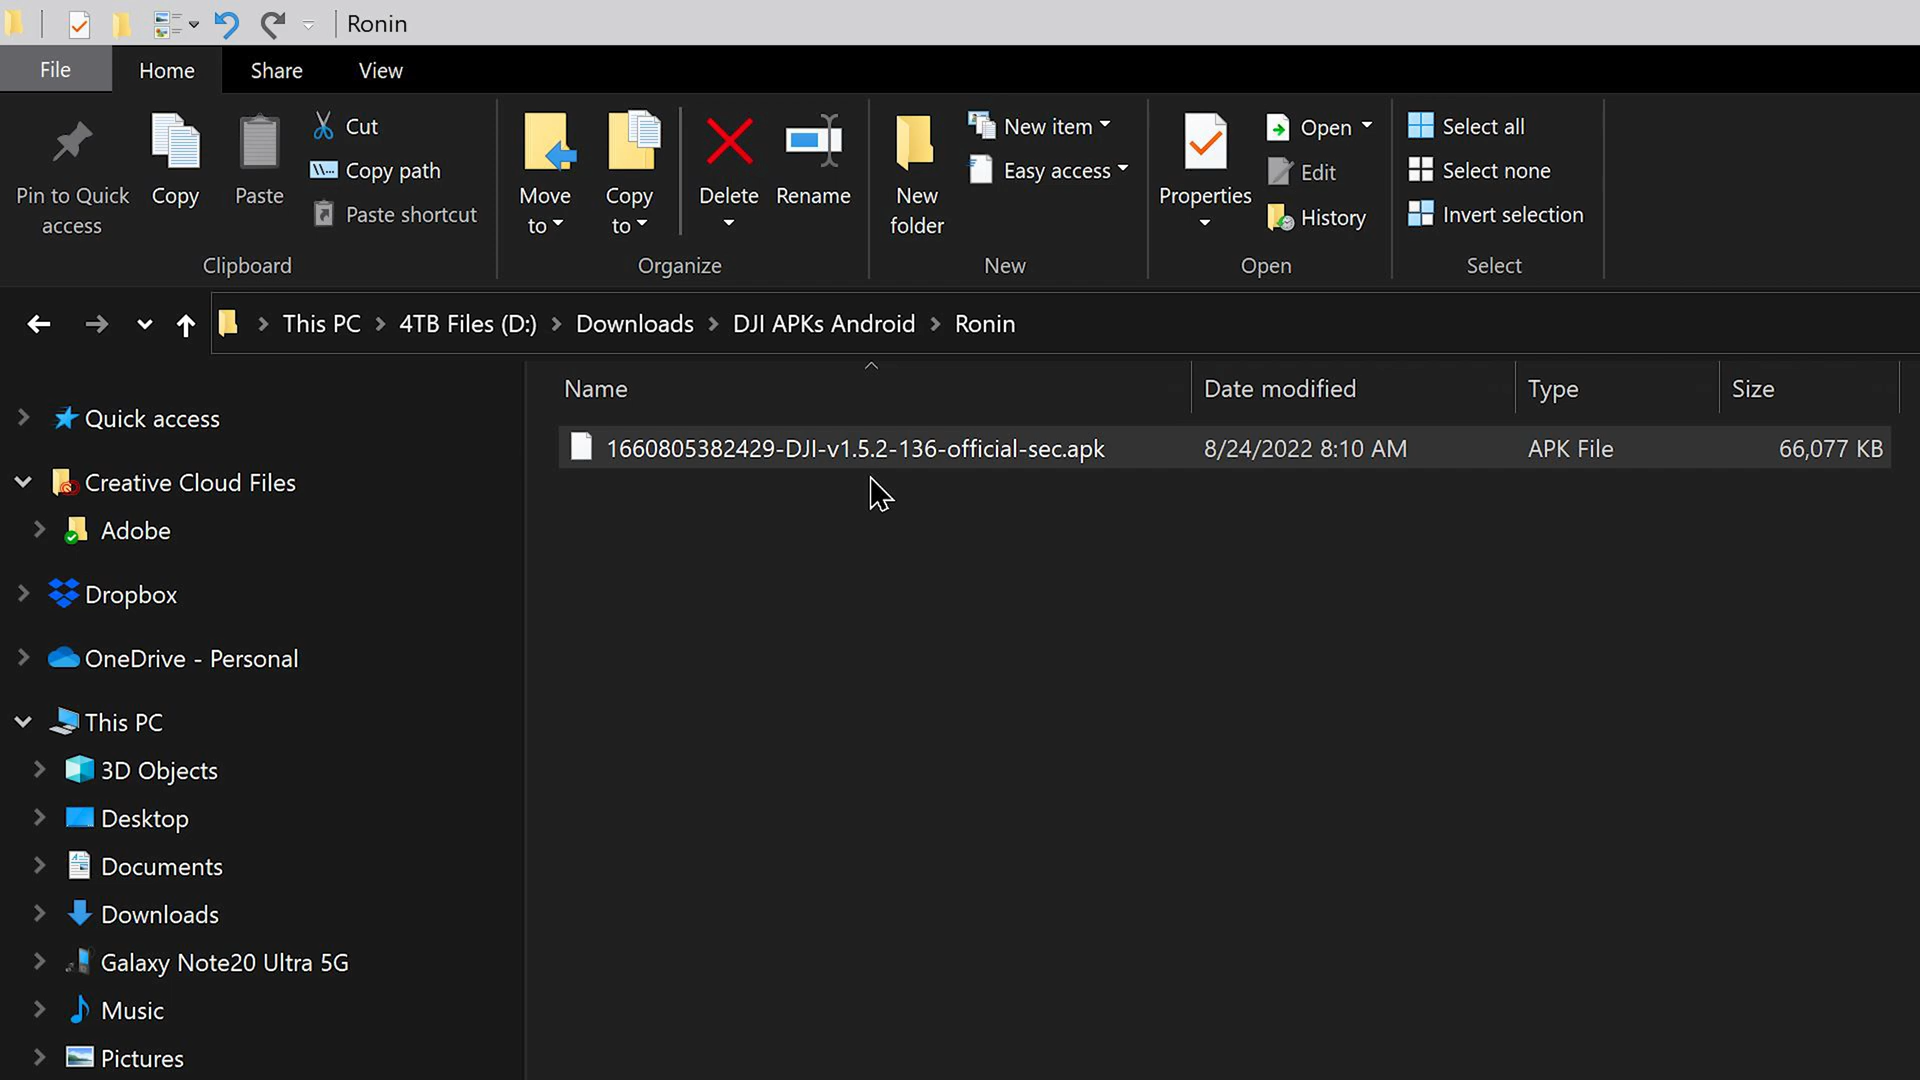 Ronin
File Home Share View
Pin to Quick access
Copy
Paste
Cut
Copy path
Paste shortcut
Clipboard
Move to
Copy to
Delete
Rename
Organize
New folder
New item
Easy access
New
Properties
Open
Edit
History
Open
Select all
Select none
Invert selection
Select
This PC > 4TB Files (D:) > Downloads > DJI APKs Android > Ronin
Name Date modified Type Size
1660805382429-DJI-v1.5.2-136-official-sec.apk 8/24/2022 8:10 AM APK File 66,077 KB
Quick access
Creative Cloud Files
Adobe
Dropbox
OneDrive - Personal
This PC
3D Objects
Desktop
Documents
Downloads
Galaxy Note20 Ultra 5G
Music
Pictures